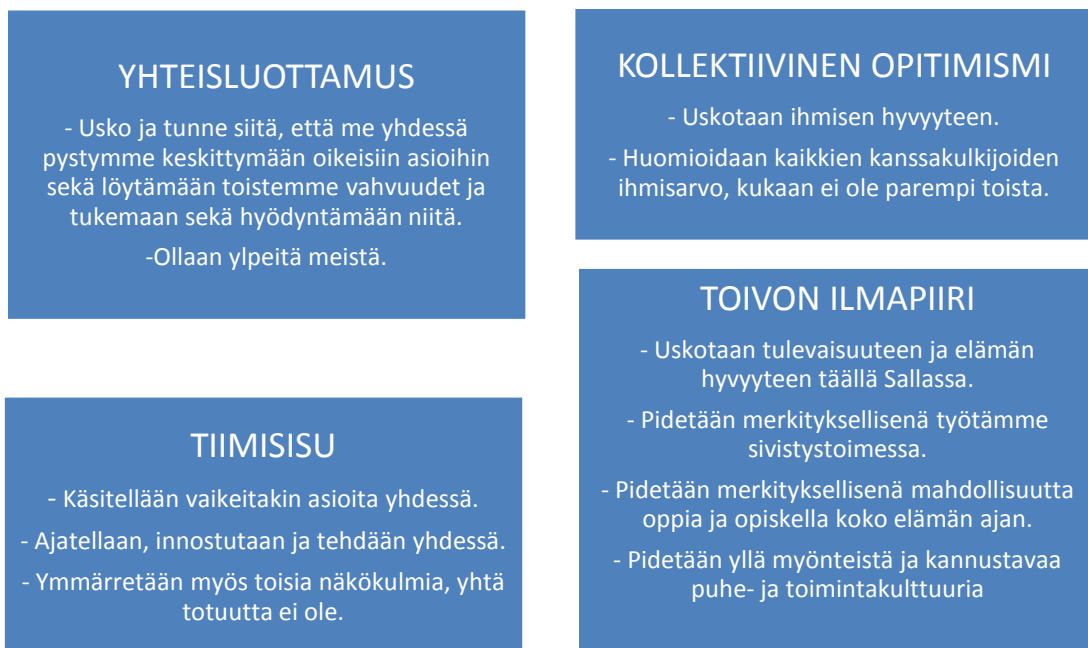 YHTEISLUOTTAMUS
- Usko ja tunne siitä, että me yhdessä
pystymme keskittymään oikeisiin asioihin
sekä löytämään toistemme vahvuudet ja
tukemaan sekä hyödyntämään niitä.
-Ollaan ylpeitä meistä.
KOLLEKTIIVINEN OPITIMISMI
- Uskotaan ihmisen hyvyyteen.
- Huomioidaan kaikkien kanssakulkijoiden
ihmisarvo, kukaan ei ole parempi toista.
TIIMISISU
- Käsitellään vaikeitakin asioita yhdessä.
- Ajatellaan, innostutaan ja tehdään yhdessä.
- Ymmärretään myös toisia näkökulmia, yhtä
totuutta ei ole.
TOIVON ILMAPIIRI
- Uskotaan tulevaisuuteen ja elämän
hyvyyteen täällä Sallassa.
- Pidetään merkityksellisenä työtämme
sivistystoimessa.
- Pidetään merkityksellisenä mahdollisuutta
oppia ja opiskella koko elämän ajan.
- Pidetään yllä myönteistä ja kannustavaa
puhe- ja toimintakulttuuria